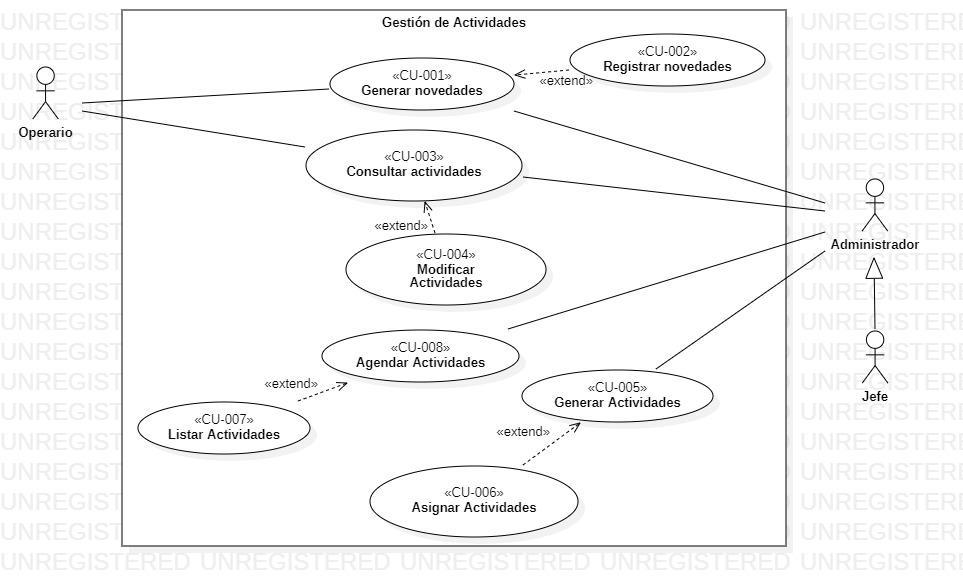 Gestión de Actividades
«CU-002»
Registrar novedades
«CU-001»
Generar novedades
«extend»
Operario
«CU-003»
Consultar actividades
«extend»
Administrador
«CU-004»
Modificar
Actividades
«CU-008»
Agendar Actividades
«extend»
«CU-005»
Generar Actividades
Jefe
«CU-007»
Listar Actividades
«extend»
«CU-006»
Asignar Actividades
UNREGISTERED UNREGISTERED UNREGISTERED UNREGISTERED